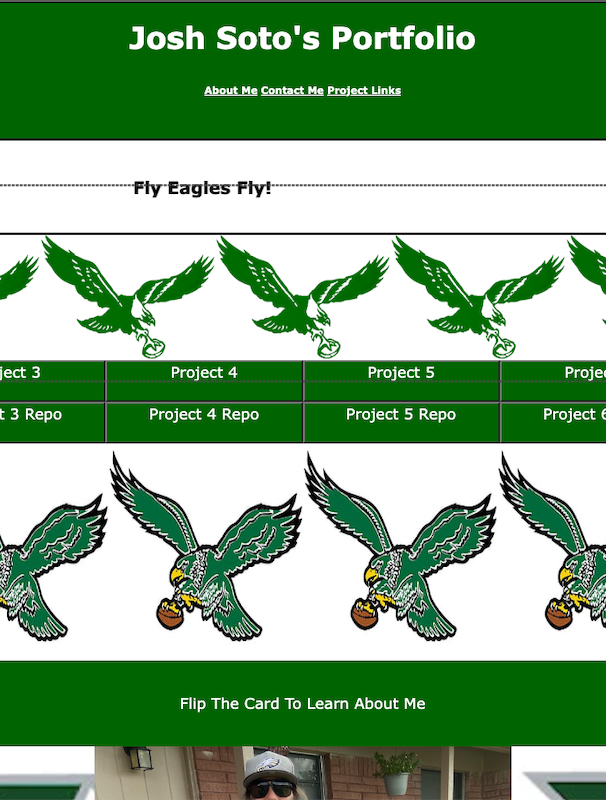 Josh Soto's Portfolio
About Me Contact Me Project Links
Fly Eagles Fly!
ject 3 Project 4 Project 5 Projec
t 3 Repo Project 4 Repo Project 5 Repo Project 6
Flip The Card To Learn About Me